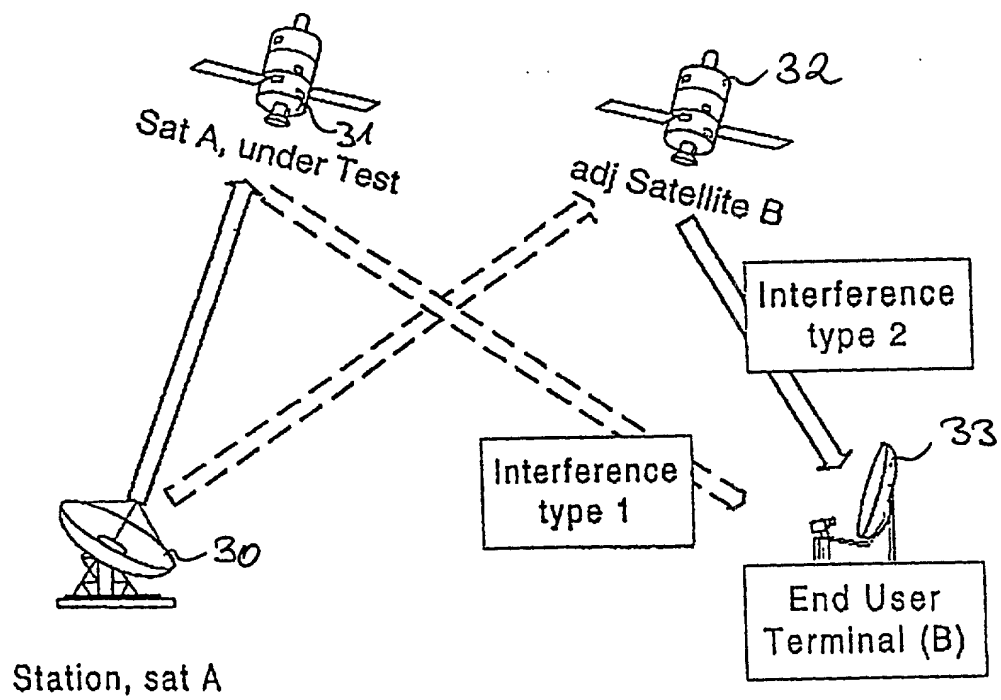 32
31
Sat A, under Test
adj Satellite B
Interference
type 2
33
Interference
type 1
30
End User
Terminal (B)
Station, sat A